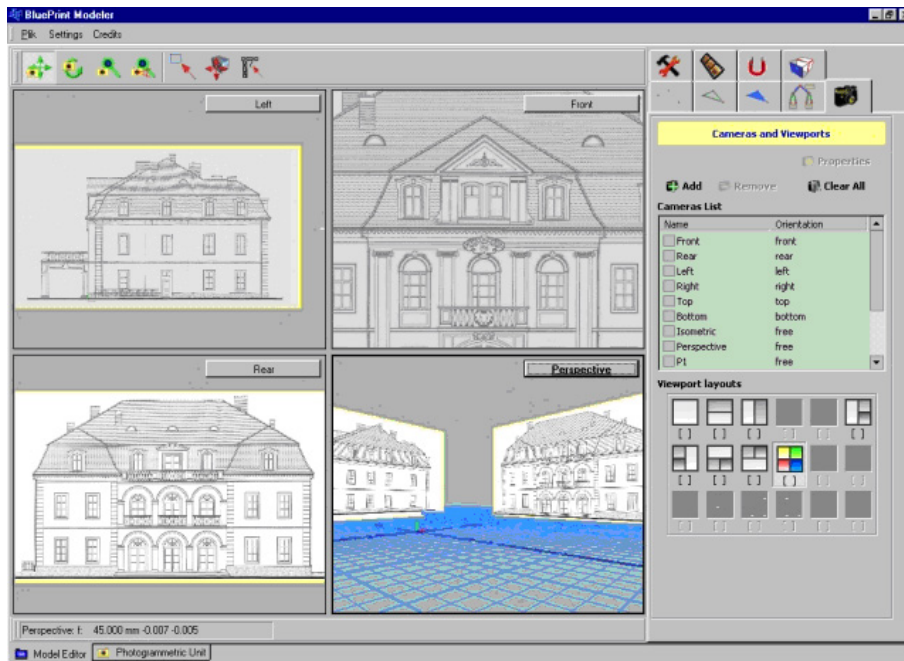 BluePrint Modeler
Plik Settings Credits
Left
Front
Cameras and Viewports
Properties
Add Remove Clear All
Cameras List
Name Orientation
Front front
Rear rear
Left left
Right right
Top top
Bottom bottom
Isometric free
Perspective free
P1 free
Rear
Perspective
Viewport layouts
[ ] [ ] [ ] [ ] [ ] [ ]
[ ] [ ] [ ] [ ] [ ] [ ]
[ ] [ ] [ ] [ ] [ ] [ ]
Perspective: f: 45.000 mm -0.007 -0.005
Model Editor Photogrammetric Unit